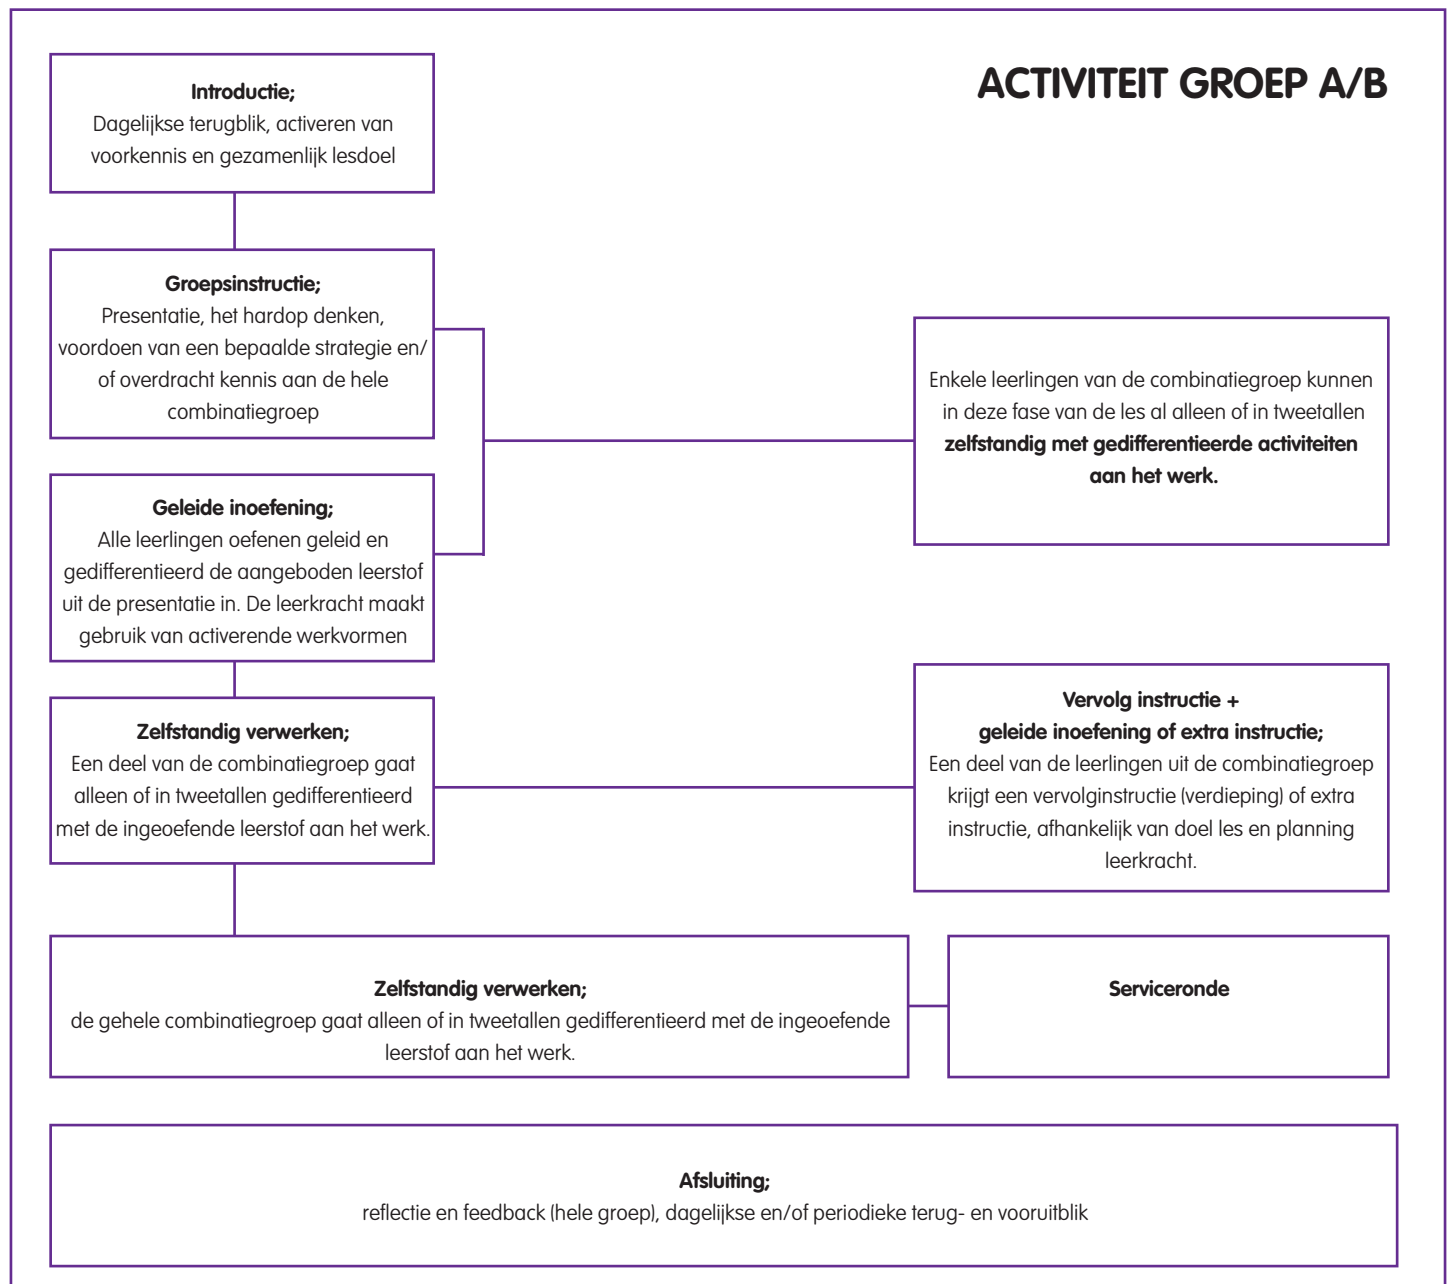 ACTIVITEIT GROEP A/B
Introductie;
Dagelijkse terugblik, activeren van
voorkennis en gezamenlijk lesdoel
Groepsinstructie;
Presentatie, het hardop denken,
voordoen van een bepaalde strategie en/
of overdracht kennis aan de hele
combinatiegroep
Enkele leerlingen van de combinatiegroep kunnen
in deze fase van de les al alleen of in tweetallen
zelfstandig met gedifferentieerde activiteiten
aan het werk.
Geleide inoefening;
Alle leerlingen oefenen geleid en
gedifferentieerd de aangeboden leerstof
uit de presentatie in. De leerkracht maakt
gebruik van activerende werkvormen
Zelfstandig verwerken;
Een deel van de combinatiegroep gaat
alleen of in tweetallen gedifferentieerd
met de ingeoefende leerstof aan het werk.
Vervolg instructie +
geleide inoefening of extra instructie;
Een deel van de leerlingen uit de combinatiegroep
krijgt een vervolginstructie (verdieping) of extra
instructie, afhankelijk van doel les en planning
leerkracht.
Zelfstandig verwerken;
de gehele combinatiegroep gaat alleen of in tweetallen gedifferentieerd met de ingeoefende
leerstof aan het werk.
Serviceronde
Afsluiting;
reflectie en feedback (hele groep), dagelijkse en/of periodieke terug- en vooruitblik